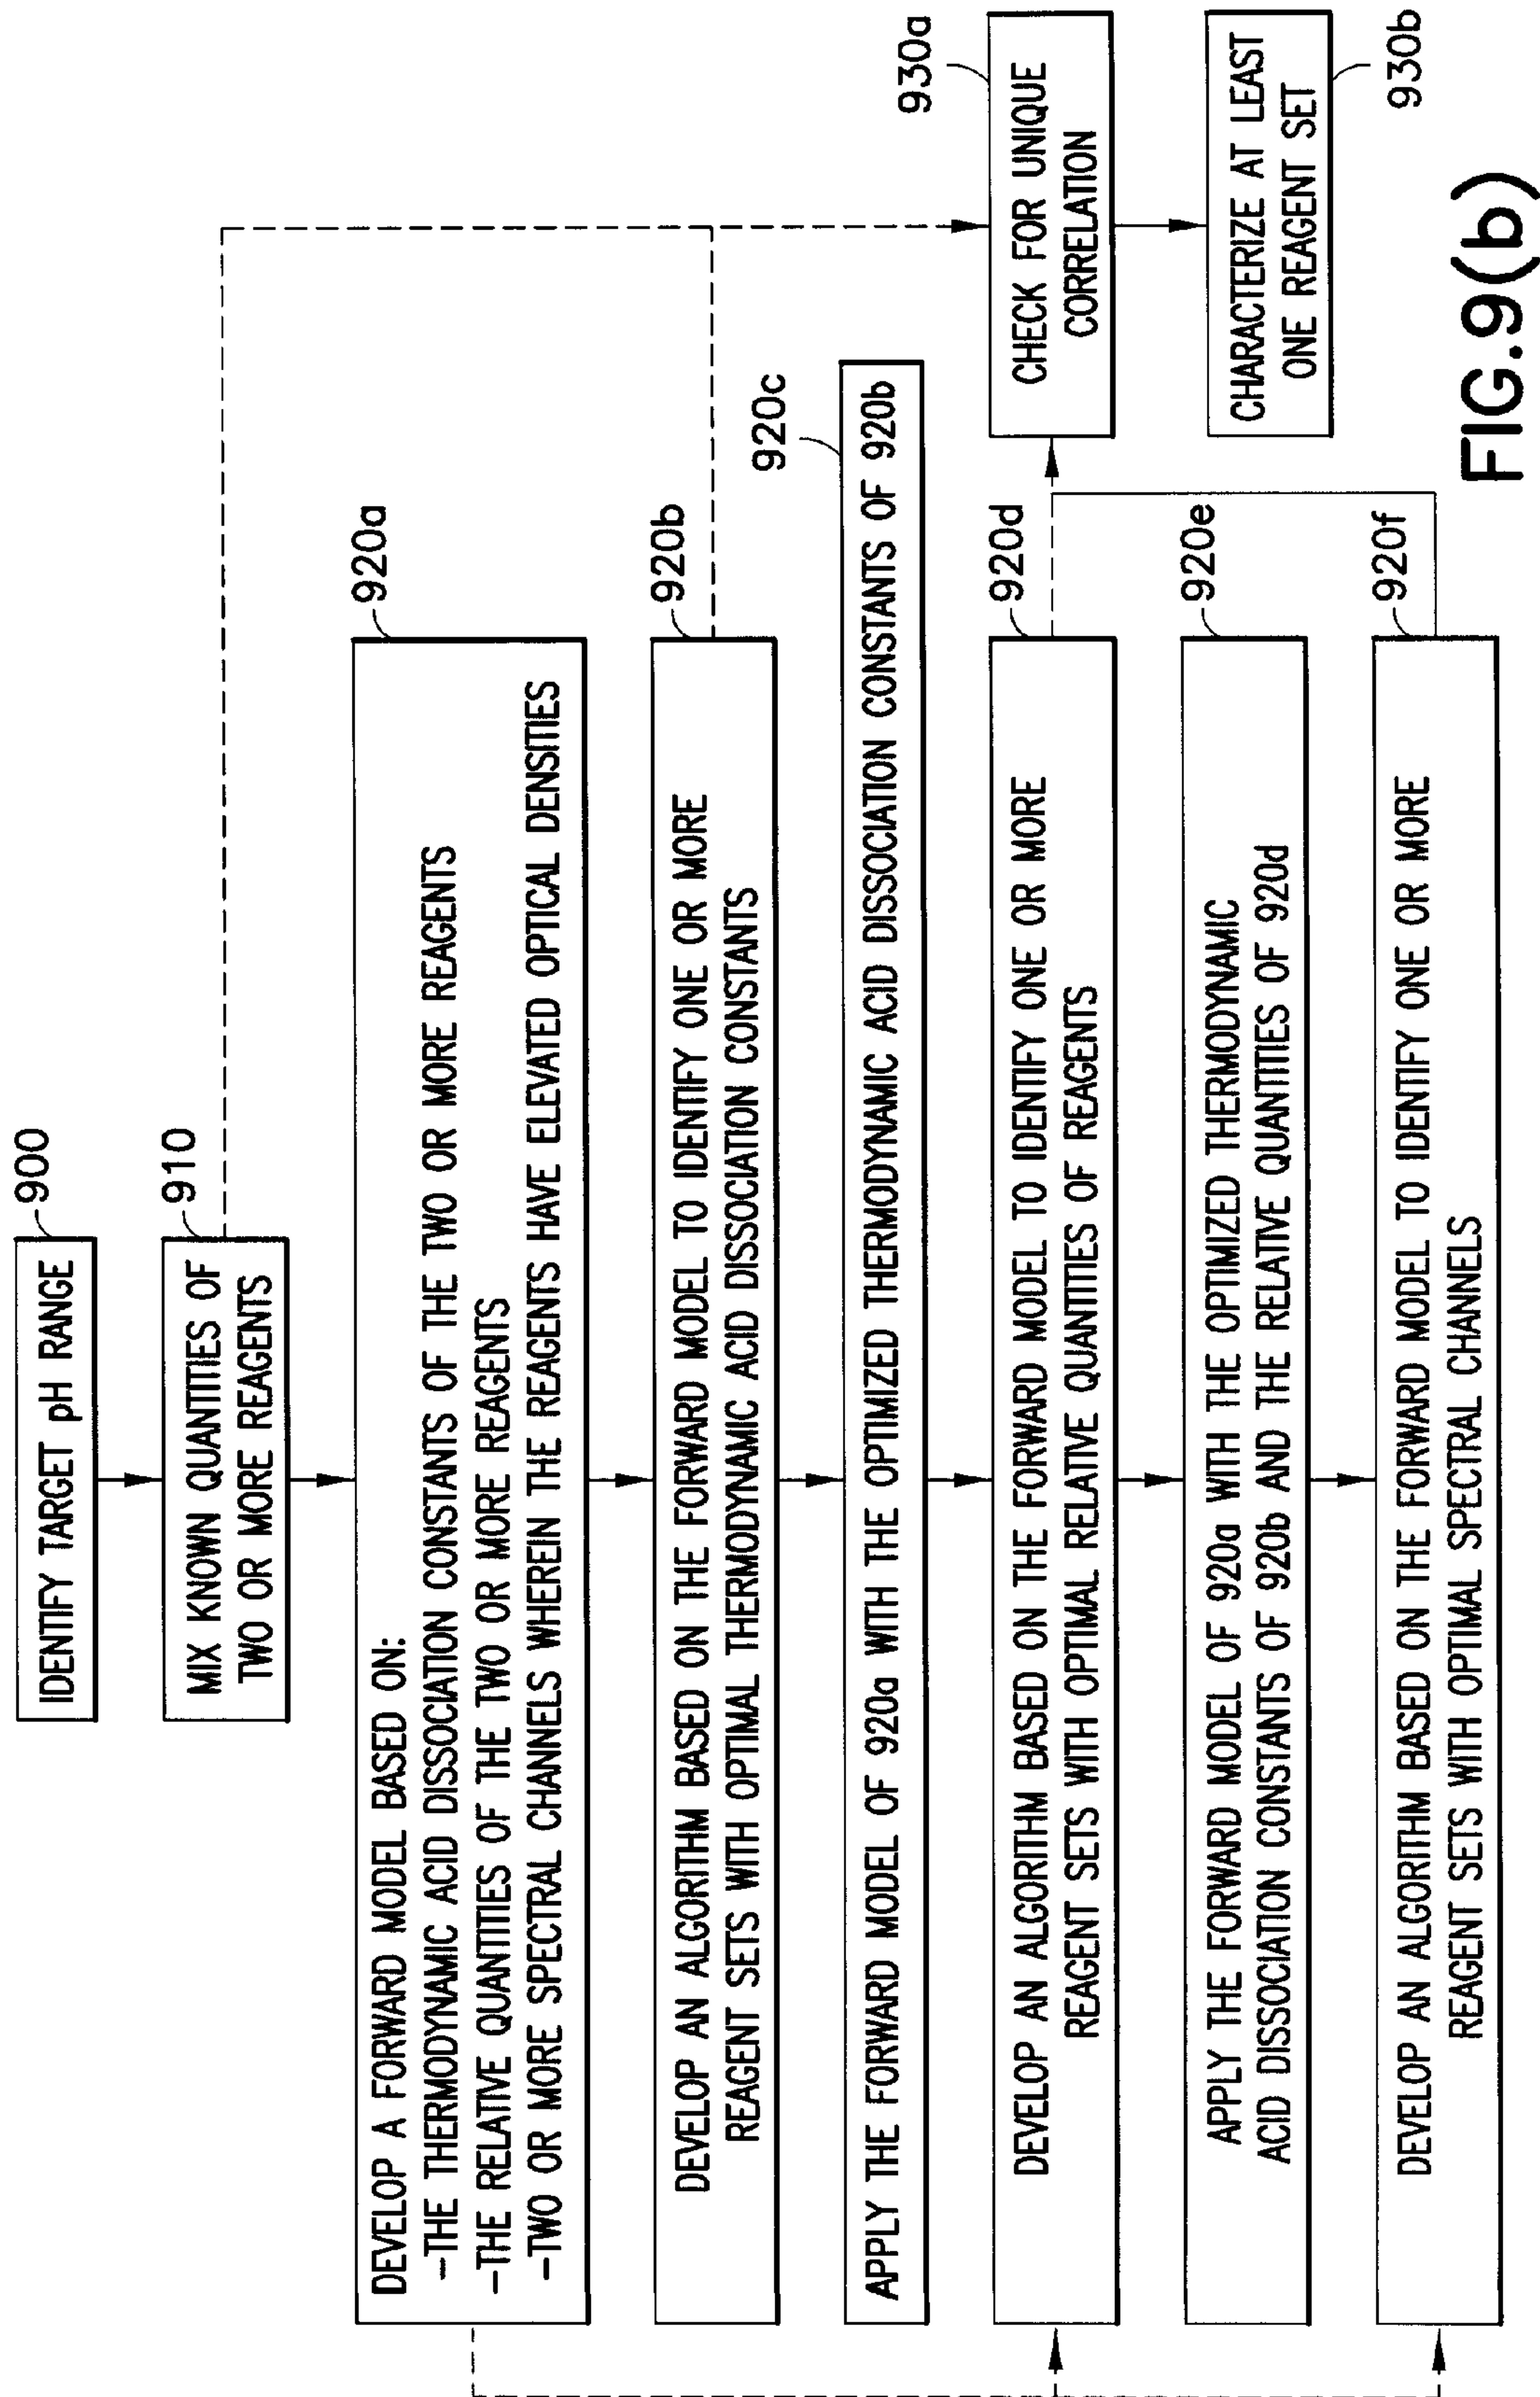 900
IDENTIFY TARGET pH RANGE
910
MIX KNOWN QUANTITIES OF
TWO OR MORE REAGENTS
920a
DEVELOP A FORWARD MODEL BASED ON:
-THE THERMODYNAMIC ACID DISSOCIATION CONSTANTS OF THE TWO OR MORE REAGENTS
-THE RELATIVE QUANTITIES OF THE TWO OR MORE REAGENTS
-TWO OR MORE SPECTRAL CHANNELS WHEREIN THE REAGENTS HAVE ELEVATED OPTICAL DENSITIES
920b
DEVELOP AN ALGORITHM BASED ON THE FORWARD MODEL TO IDENTIFY ONE OR MORE
REAGENT SETS WITH OPTIMAL THERMODYNAMIC ACID DISSOCIATION CONSTANTS
920c
APPLY THE FORWARD MODEL OF 920a WITH THE OPTIMIZED THERMODYNAMIC ACID DISSOCIATION CONSTANTS OF 920b
920d
DEVELOP AN ALGORITHM BASED ON THE FORWARD MODEL TO IDENTIFY ONE OR MORE
REAGENT SETS WITH OPTIMAL RELATIVE QUANTITIES OF REAGENTS
920e
APPLY THE FORWARD MODEL OF 920a WITH THE OPTIMIZED THERMODYNAMIC
ACID DISSOCIATION CONSTANTS OF 920b AND THE RELATIVE QUANTITIES OF 920d
920f
DEVELOP AN ALGORITHM BASED ON THE FORWARD MODEL TO IDENTIFY ONE OR MORE
REAGENT SETS WITH OPTIMAL SPECTRAL CHANNELS
930a
CHECK FOR UNIQUE
CORRELATION
CHARACTERIZE AT LEAST
ONE REAGENT SET
930b
FIG.9(b)